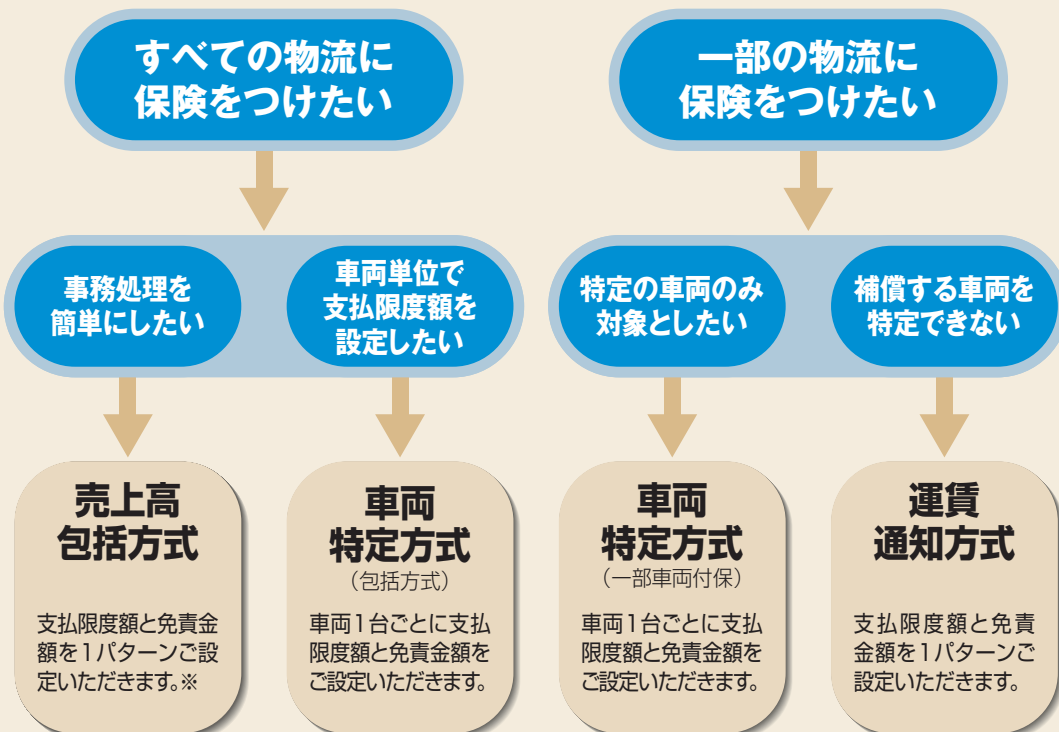 すべての物流に
保険をつけたい
一部の物流に
保険をつけたい
事務処理を
簡単にしたい
車両単位で
支払限度額を
設定したい
特定の車両のみ
対象としたい
補償する車両を
特定できない
売上高
包括方式
支払限度額と免責金
額を1パターンご設
定いただきます。※
車両
特定方式
（包括方式）
車両1台ごとに支払
限度額と免責金額を
ご設定いただきます。
車両
特定方式
（一部車両付保）
車両1台ごとに支払
限度額と免責金額を
ご設定いただきます。
運賃
通知方式
支払限度額と免責
金額を1パターンご
設定いただきます。